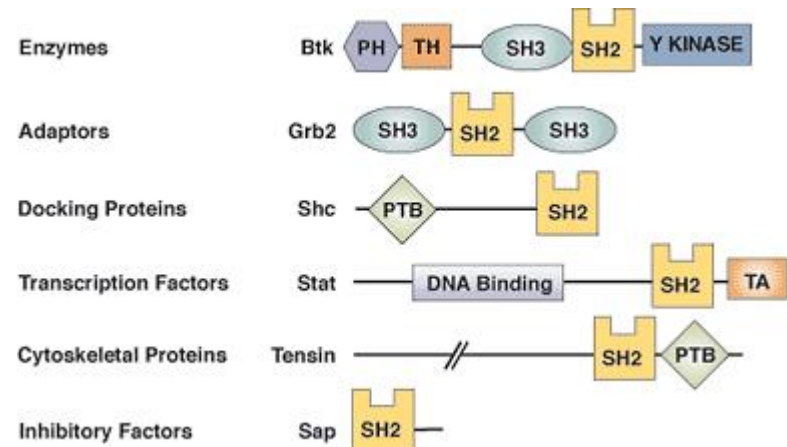 Enzymes Btk PH TH SH3 SH2 Y KINASE
Adaptors Grb2 SH3 SH2 SH3
Docking Proteins Shc PTB SH2
Transcription Factors Stat DNA Binding SH2 TA
Cytoskeletal Proteins Tensin SH2 PTB
Inhibitory Factors Sap SH2